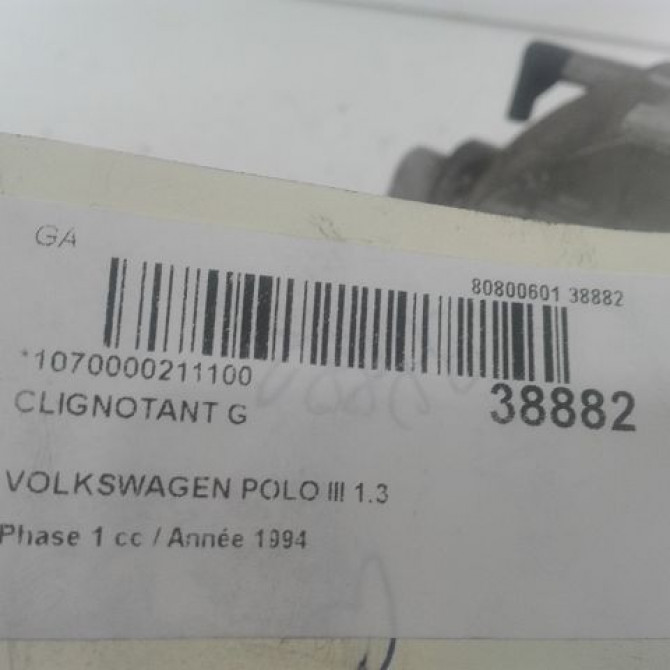 GA
80800601 38882
*1070000211100
38882
CLIGNOTANT G
VOLKSWAGEN POLO III 1.3
Phase 1 cc / Année 1994